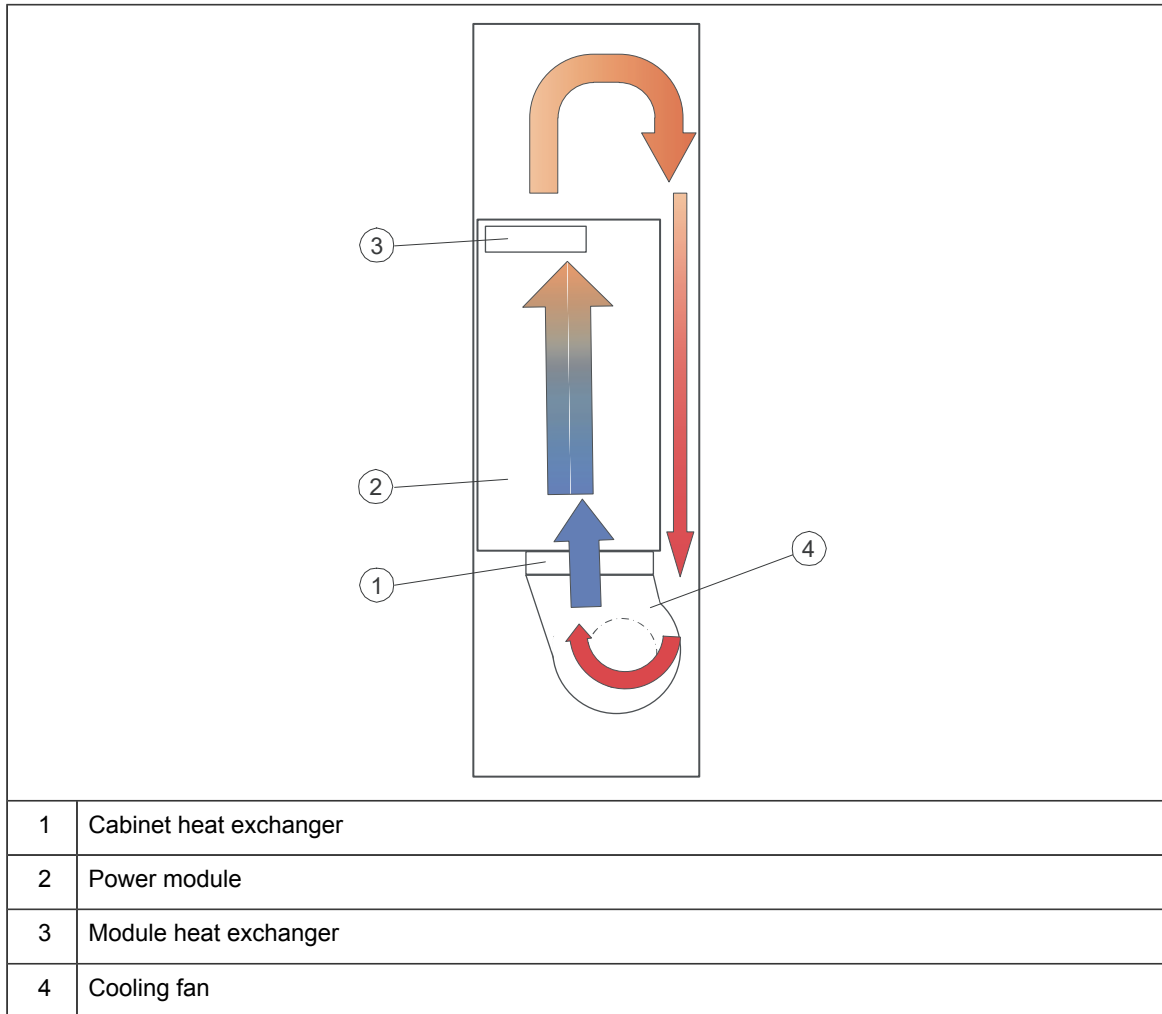 3
2
1
4
1 Cabinet heat exchanger
2 Power module
3 Module heat exchanger
4 Cooling fan